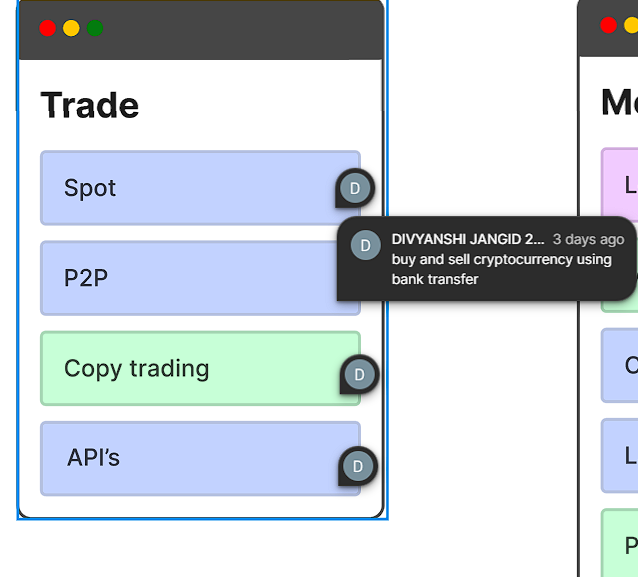 Trade
Spot
D
P2P
D
DIVYANSHI JANGID 2... 3 days ago
buy and sell cryptocurrency using
bank transfer
Copy trading
D
API's
D
L
L
P